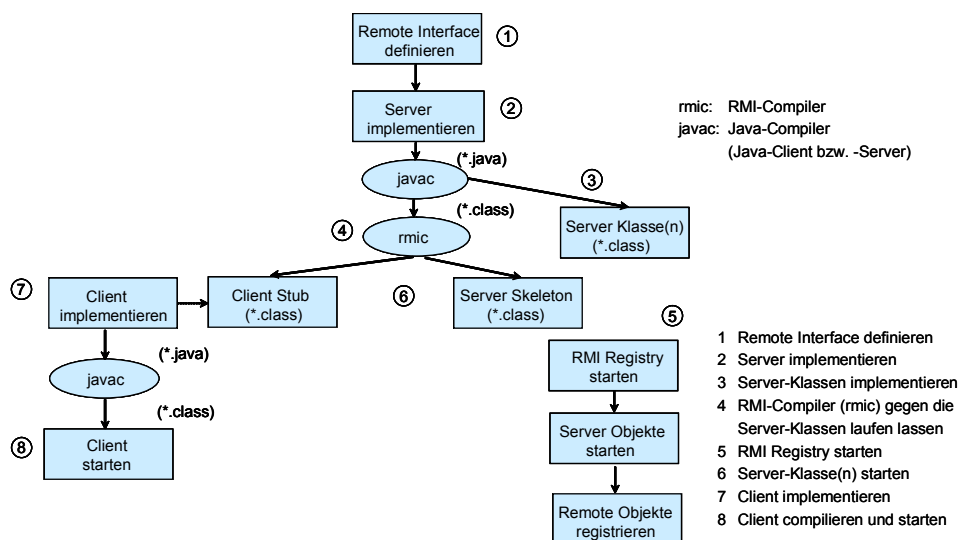 Remote Interface
definieren
①
Server
implementieren
②
rmic: RMI-Compiler
javac: Java-Compiler
(Java-Client bzw. -Server)
(*.java)
javac
③
(*.class)
④
rmic
Server Klasse(n)
(*.class)
⑦
Client
implementieren
Client Stub
(*.class)
⑥
Server Skeleton
(*.class)
(*.java)
javac
(*.class)
⑧
Client
starten
⑤
RMI Registry
starten
Server Objekte
starten
Remote Objekte
registrieren
1 Remote Interface definieren
2 Server implementieren
3 Server-Klassen implementieren
4 RMI-Compiler (rmic) gegen die
Server-Klassen laufen lassen
5 RMI Registry starten
6 Server-Klasse(n) starten
7 Client implementieren
8 Client compilieren und starten